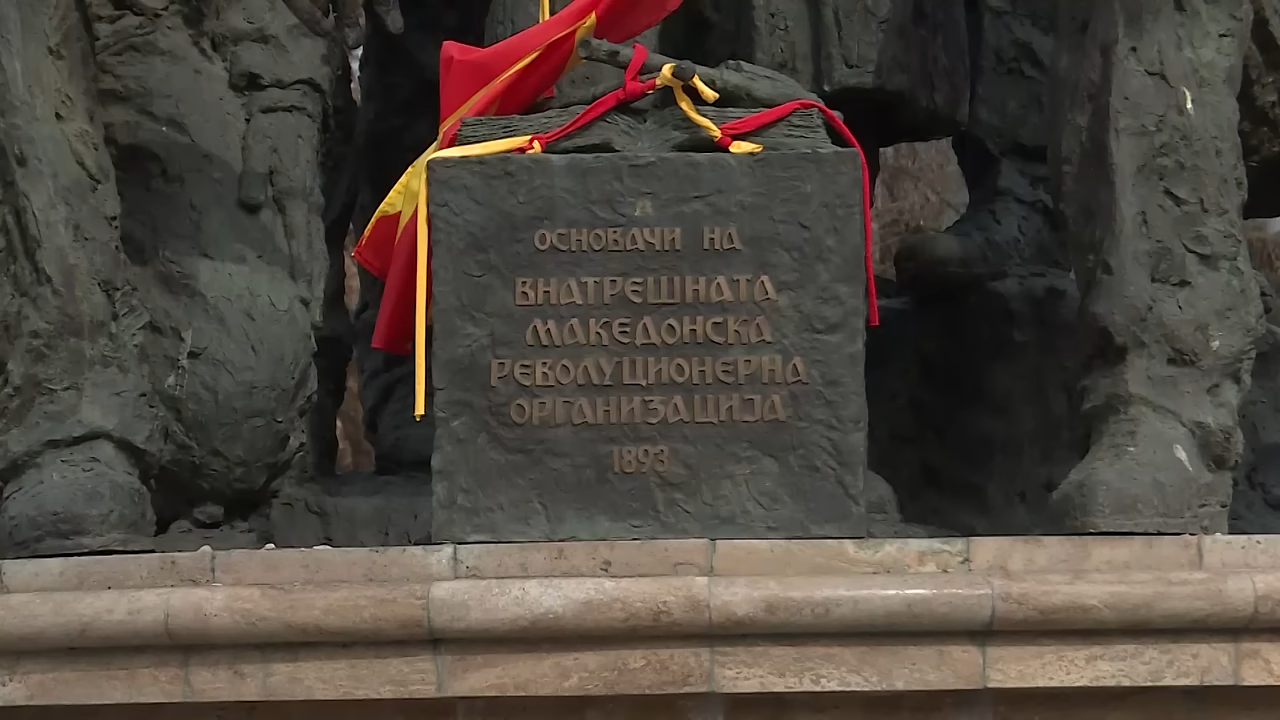 ОСНОВАЧИ НА
ВНАТРЕШНАТА
МАКЕДОНСКА
РЕВОЛУЦИОНЕРНА
ОРГАНИЗАЦИЈА
1893